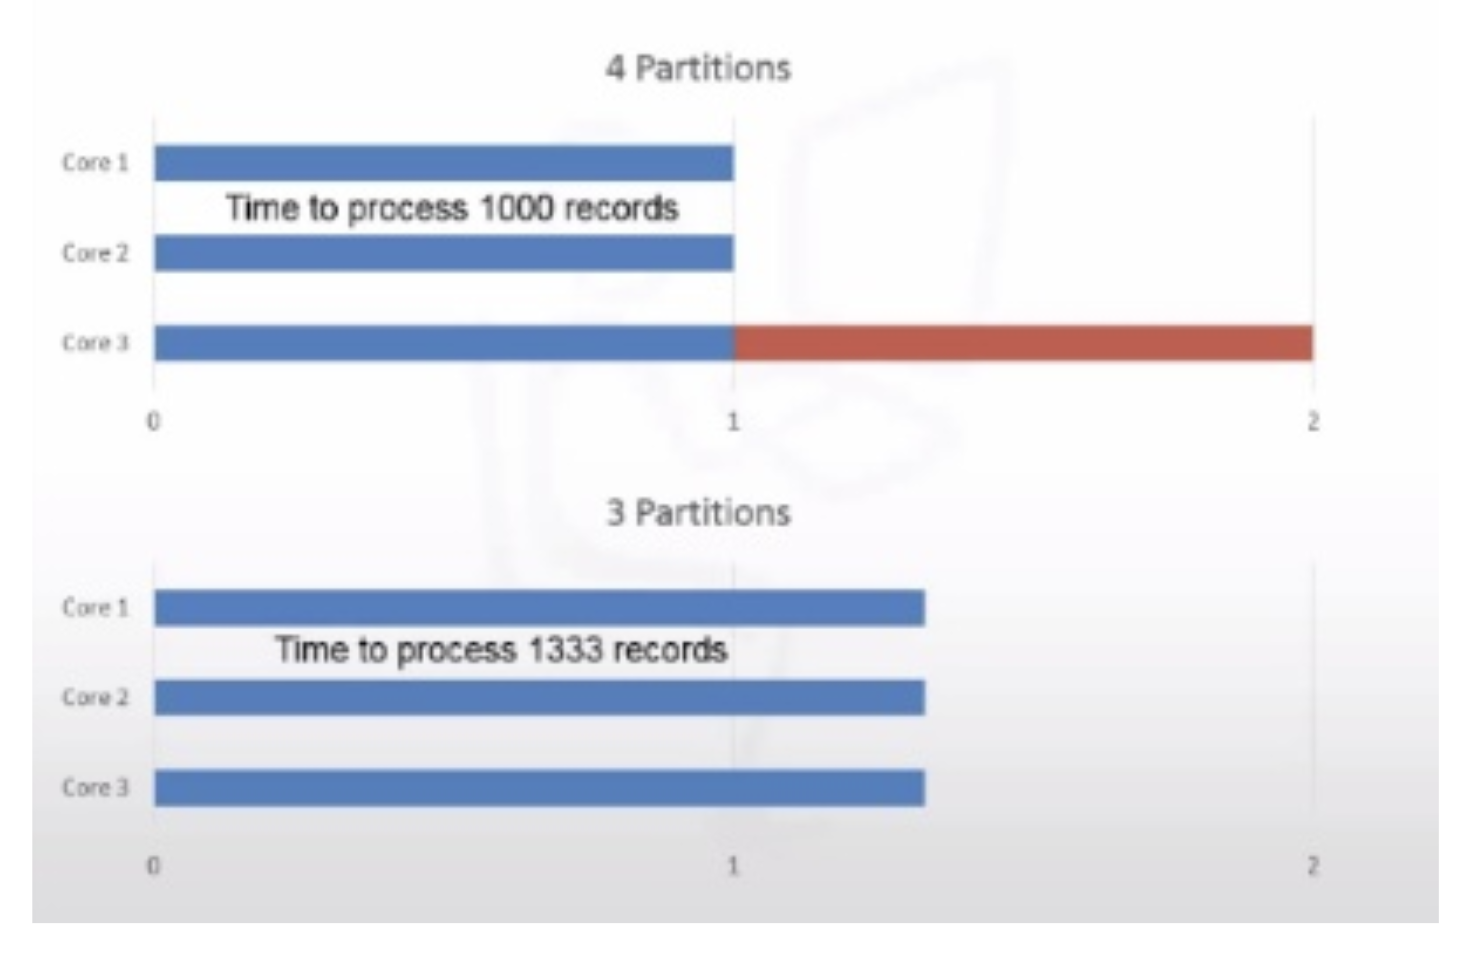 4 Partitions
Core 1
Time to process 1000 records
Core 2
Core 3
0 1 2
3 Partitions
Core 1
Time to process 1333 records
Core 2
Core 3
0 1 2